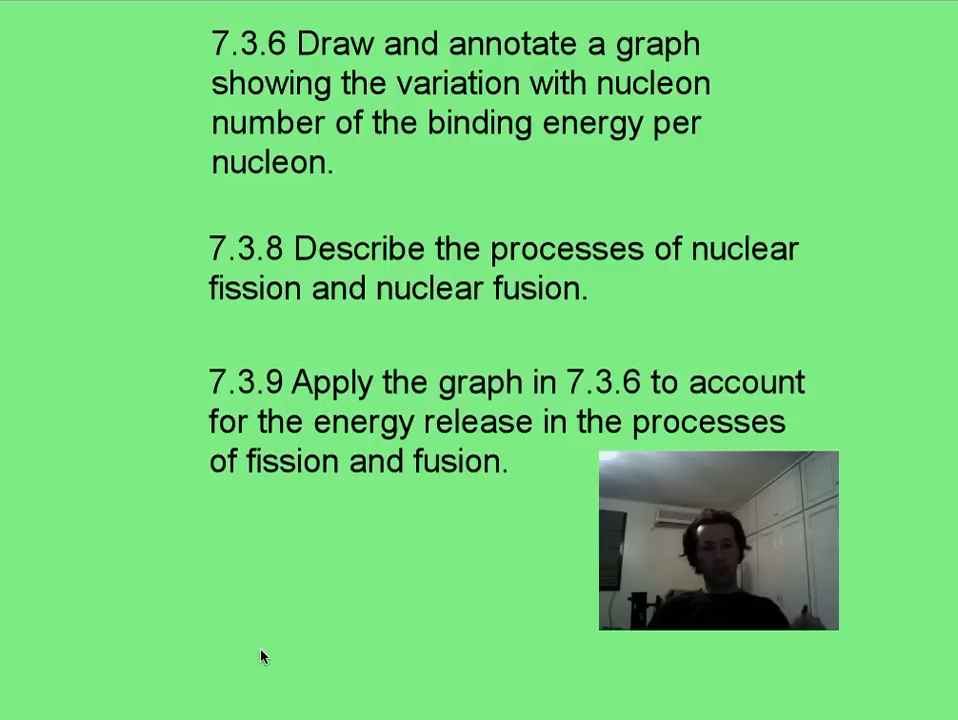 7.3.6 Draw and annotate a graph
showing the variation with nucleon
number of the binding energy per
nucleon.
7.3.8 Describe the processes of nuclear
fission and nuclear fusion.
7.3.9 Apply the graph in 7.3.6 to account
for the energy release in the processes
of fission and fusion.